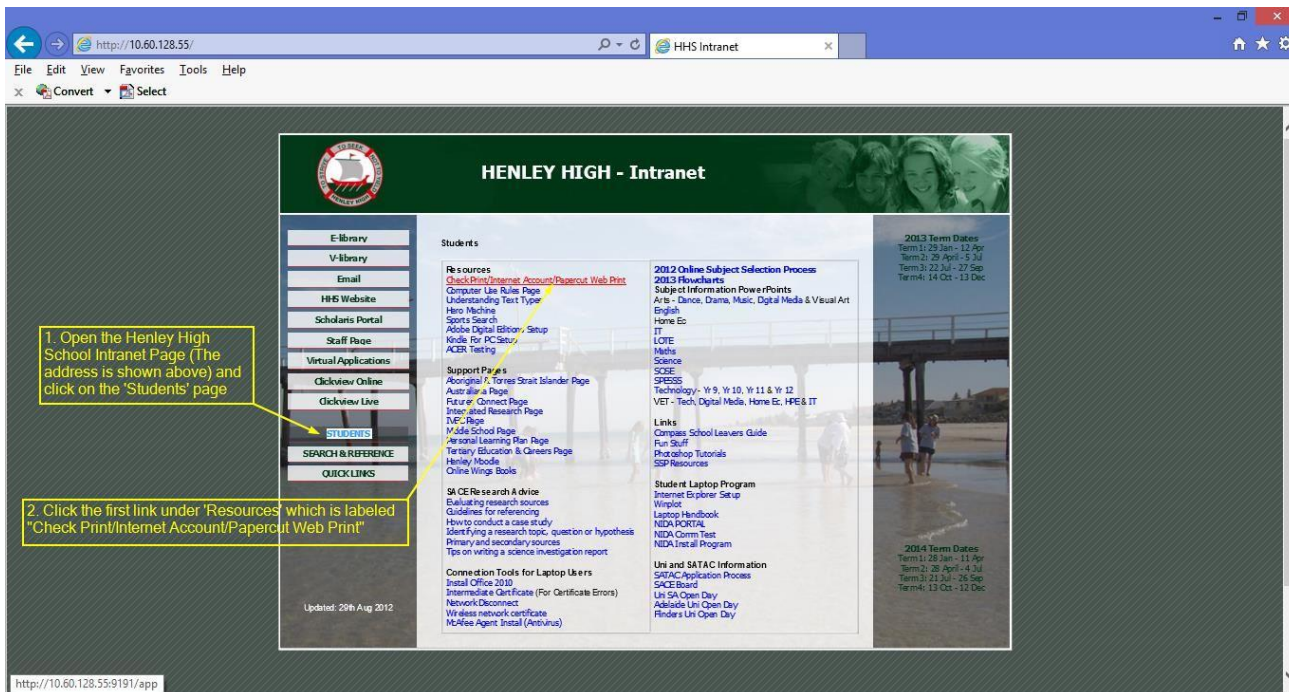 http://10.60.128.55/
HHS Intranet
File Edit View Favorites Tools Help
x Convert Select
TO STRIVE TO SEEK NOT TO YIELD
HENLEY HIGH
HENLEY HIGH - Intranet
E-library
V-library
Email
HHS Website
Scholaris Portal
Staff Page
Virtual Applications
Clickview Online
Clickview Live
STUDENTS
SEARCH & REFERENCE
QUICK LINKS
Updated: 29th Aug 2012
1. Open the Henley High
School Intranet Page (The
address is shown above) and
click on the 'Students' page
2. Click the first link under 'Resources' which is labeled
"Check Print/Internet Account/Papercut Web Print"
Students
Resources
Check Print/Internet Account/Papercut Web Print
Computer Use Rules Page
Understanding Text Types
Hero Machine
Sports Search
Adobe Digital Editions Setup
Kindle For PC Setup
ACER Testing
Support Pages
Aboriginal & Torres Strait Islander Page
Australiana Page
Futures Connect Page
Integrated Research Page
IVEC Page
Middle School Page
Personal Learning Plan Page
Tertiary Education & Careers Page
Henley Moodle
Online Wings Books
SACE Research Advice
Evaluating research sources
Guidelines for referencing
How to conduct a case study
Identifying a research topic, question or hypothesis
Primary and secondary sources
Tips on writing a science investigation report
Connection Tools for Laptop Users
Install Office 2010
Intermediate Certificate (For Certificate Errors)
Network Disconnect
Wireless network certificate
McAfee Agent Install (Antivirus)
2012 Online Subject Selection Process
2013 Flowcharts
Subject Information PowerPoints
Arts - Dance, Drama, Music, Digital Media & Visual Art
English
Home Ec
IT
LOTE
Maths
Science
SOSE
SPESSS
Technology - Yr 9, Yr 10, Yr 11 & Yr 12
VET - Tech, Digital Media, Home Ec, HPE & IT
Links
Compass School Leavers Guide
Fun Stuff
Photoshop Tutorials
SSP Resources
Student Laptop Program
Internet Explorer Setup
Winplot
Laptop Handbook
NIDA PORTAL
NIDA Comm Test
NIDA Install Program
Uni and SATAC Information
SATAC Application Process
SACE Board
Uni SA Open Day
Adelaide Uni Open Day
Flinders Uni Open Day
2013 Term Dates
Term 1: 29 Jan - 12 Apr
Term 2: 29 April - 5 Jul
Term 3: 22 Jul - 27 Sep
Term 4: 14 Oct - 13 Dec
2014 Term Dates
Term 1: 28 Jan - 11 Apr
Term 2: 28 April - 4 Jul
Term 3: 21 Jul - 26 Sep
Term 4: 13 Oct - 12 Dec
http://10.60.128.55:9191/app